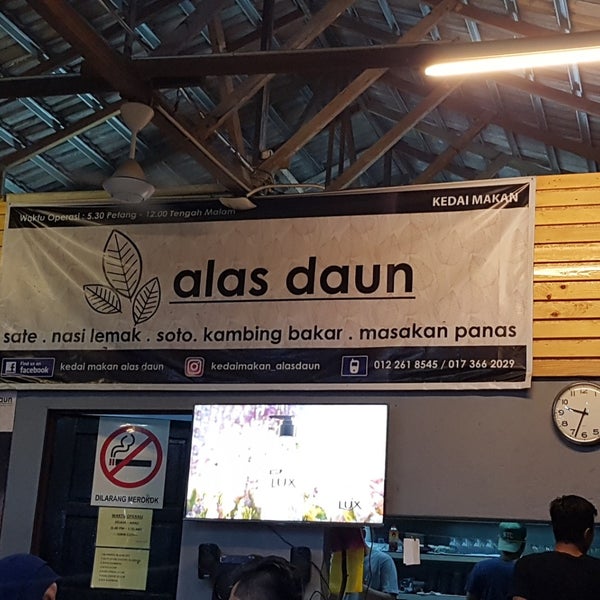 KEDAI MAKAN
Waktu Operasi : 5.30 Petang - 12.00 Tengah Malam
alas daun
sate . nasi lemak . soto. kambing bakar . masakan panas
Find us on
facebook
kedai makan alas daun
kedaimakan_alasdaun
012 261 8545 / 017 366 2029
DILARANG MEROKOK
LUX
LUX
WAKTU OPERASI